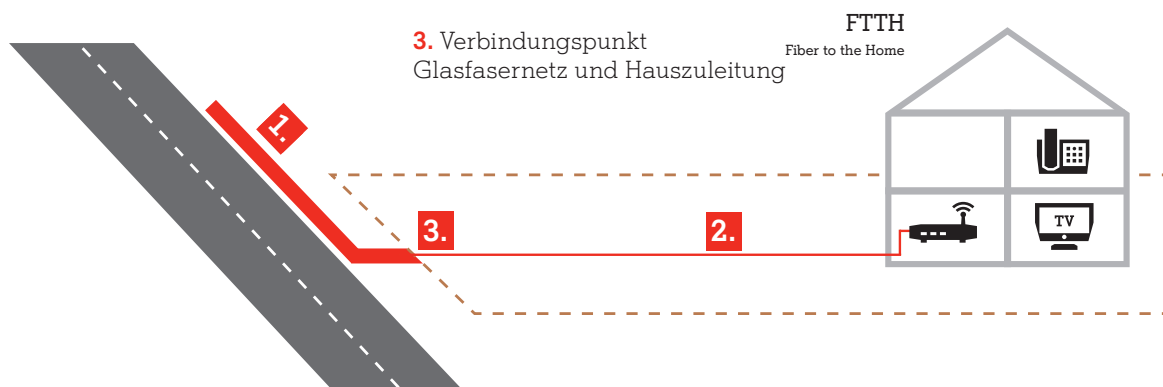 3. Verbindungspunkt
Glasfasernetz und Hauszuleitung
FTTH
Fiber to the Home
1.
3.
2.
TV